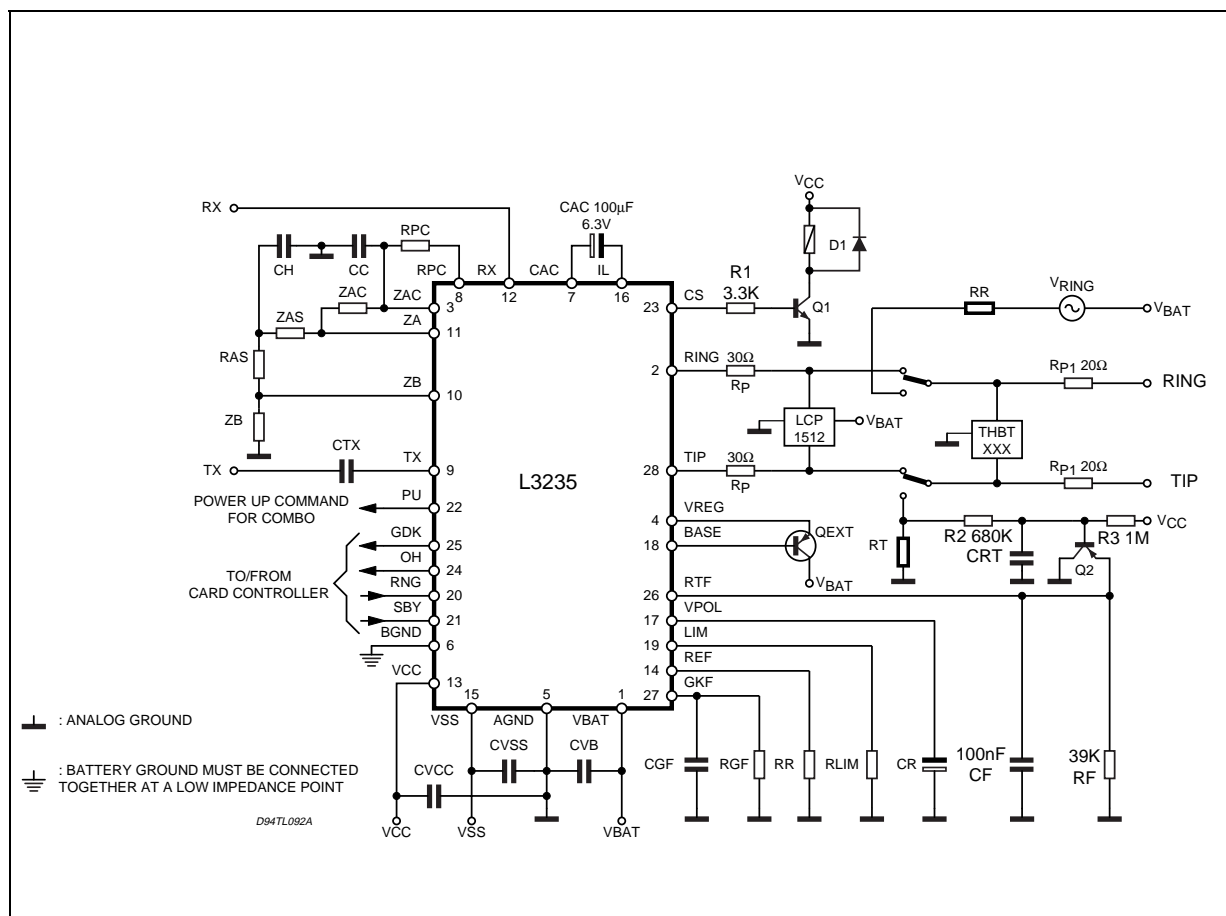 VCC
CAC 100µF
6.3V
RX
RPC
CH
CC
D1
RPC
RX
CAC
IL
8
12
7
16
R1
3.3K
RR
VRING
VBAT
ZAC
ZAC
3
23
CS
Q1
ZAS
ZA
11
RAS
2
RING
30Ω
RP
RP1 20Ω
RING
ZB
10
ZB
LCP
1512
VBAT
THBT
XXX
CTX
TX
TX
9
L3235
28
TIP
30Ω
RP
RP1 20Ω
TIP
POWER UP COMMAND
FOR COMBO
PU
22
4
VREG
QEXT
R2 680K
R3 1M
VCC
GDK
25
18
BASE
RT
CRT
Q2
OH
24
VBAT
TO/FROM
CARD CONTROLLER
RNG
20
26
RTF
SBY
21
17
VPOL
BGND
6
19
LIM
14
REF
VCC
13
27
GKF
15
5
1
VSS
AGND
VBAT
: ANALOG GROUND
CVSS
CVB
CGF
RGF
RR
RLIM
CR
100nF
CF
39K
RF
: BATTERY GROUND MUST BE CONNECTED
TOGETHER AT A LOW IMPEDANCE POINT
CVCC
D94TL092A
VCC
VSS
VBAT